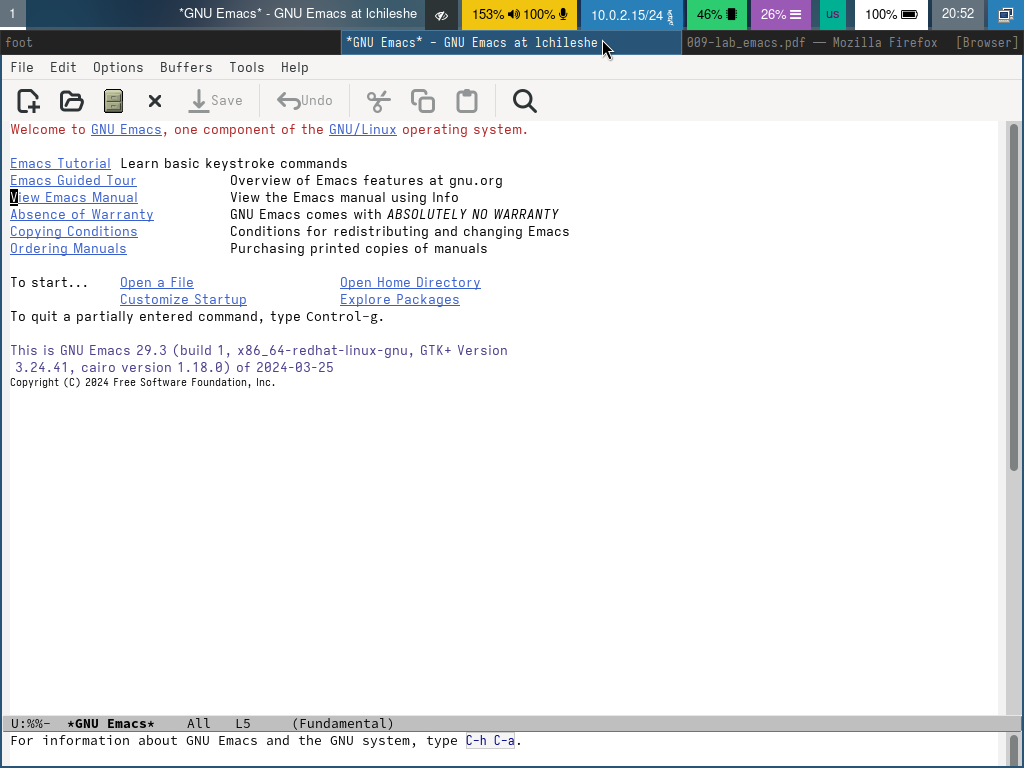 1 *GNU Emacs* - GNU Emacs at lchileshe 153% 100% 10.0.2.15/24 46% 26% us 100% 20:52
foot *GNU Emacs* - GNU Emacs at lchileshe 009-lab_emacs.pdf — Mozilla Firefox [Browser]
File Edit Options Buffers Tools Help
Save Undo
Welcome to GNU Emacs, one component of the GNU/Linux operating system.
Emacs Tutorial Learn basic keystroke commands
Emacs Guided Tour Overview of Emacs features at gnu.org
View Emacs Manual View the Emacs manual using Info
Absence of Warranty GNU Emacs comes with ABSOLUTELY NO WARRANTY
Copying Conditions Conditions for redistributing and changing Emacs
Ordering Manuals Purchasing printed copies of manuals
To start... Open a File Open Home Directory
Customize Startup Explore Packages
To quit a partially entered command, type Control-g.
This is GNU Emacs 29.3 (build 1, x86_64-redhat-linux-gnu, GTK+ Version
3.24.41, cairo version 1.18.0) of 2024-03-25
Copyright (C) 2024 Free Software Foundation, Inc.
U:%%- *GNU Emacs* All L5 (Fundamental)
For information about GNU Emacs and the GNU system, type C-h C-a.